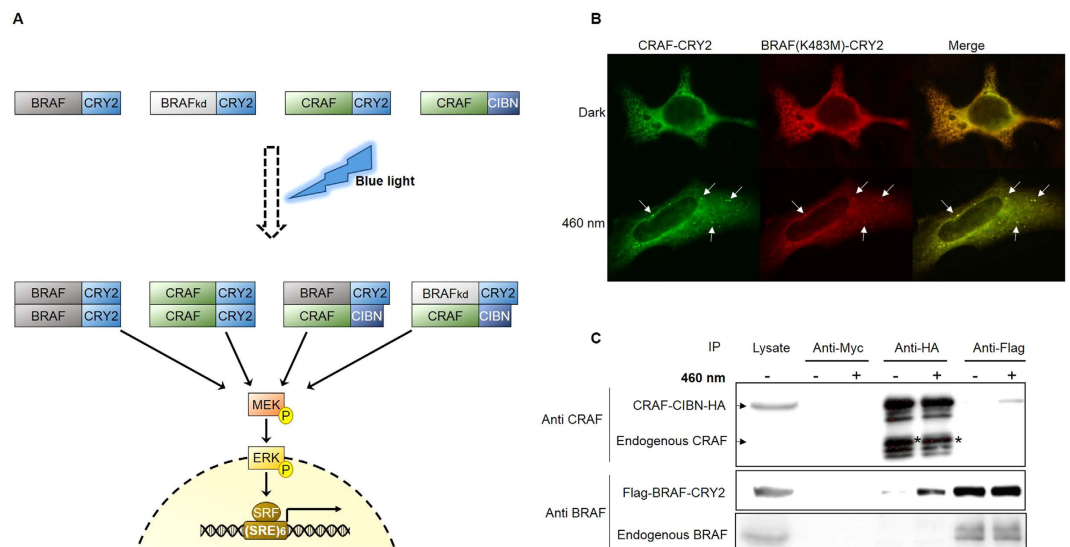 A
BRAF CRY2 BRAFkd CRY2 CRAF CRY2 CRAF CIBN
Blue light
BRAF CRY2 CRAF CRY2 BRAF CRY2 BRAFkd CRY2
BRAF CRY2 CRAF CRY2 CRAF CIBN CRAF CIBN
MEK
P
ERK
P
SRF
(SRE)6
B
CRAF-CRY2 BRAF(K483M)-CRY2 Merge
Dark
460 nm
C
IP Lysate Anti-Myc Anti-HA Anti-Flag
460 nm - - + - + - +
Anti CRAF
CRAF-CIBN-HA
Endogenous CRAF * *
Anti BRAF
Flag-BRAF-CRY2
Endogenous BRAF